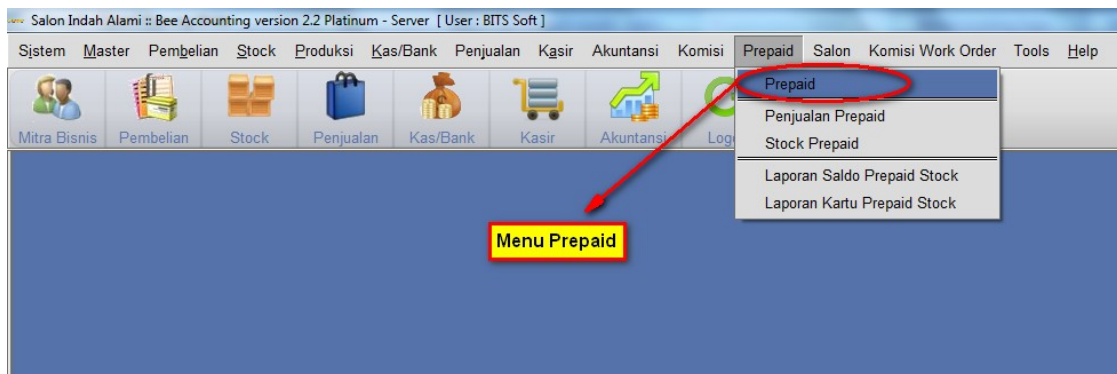 Salon Indah Alami :: Bee Accounting version 2.2 Platinum - Server [ User : BITS Soft ]
Sistem Master Pembelian Stock Produksi Kas/Bank Penjualan Kasir Akuntansi Komisi Prepaid Salon Komisi Work Order Tools Help
Mitra Bisnis Pembelian Stock Penjualan Kas/Bank Kasir Akuntansi
Prepaid
Penjualan Prepaid
Stock Prepaid
Laporan Saldo Prepaid Stock
Laporan Kartu Prepaid Stock
Menu Prepaid